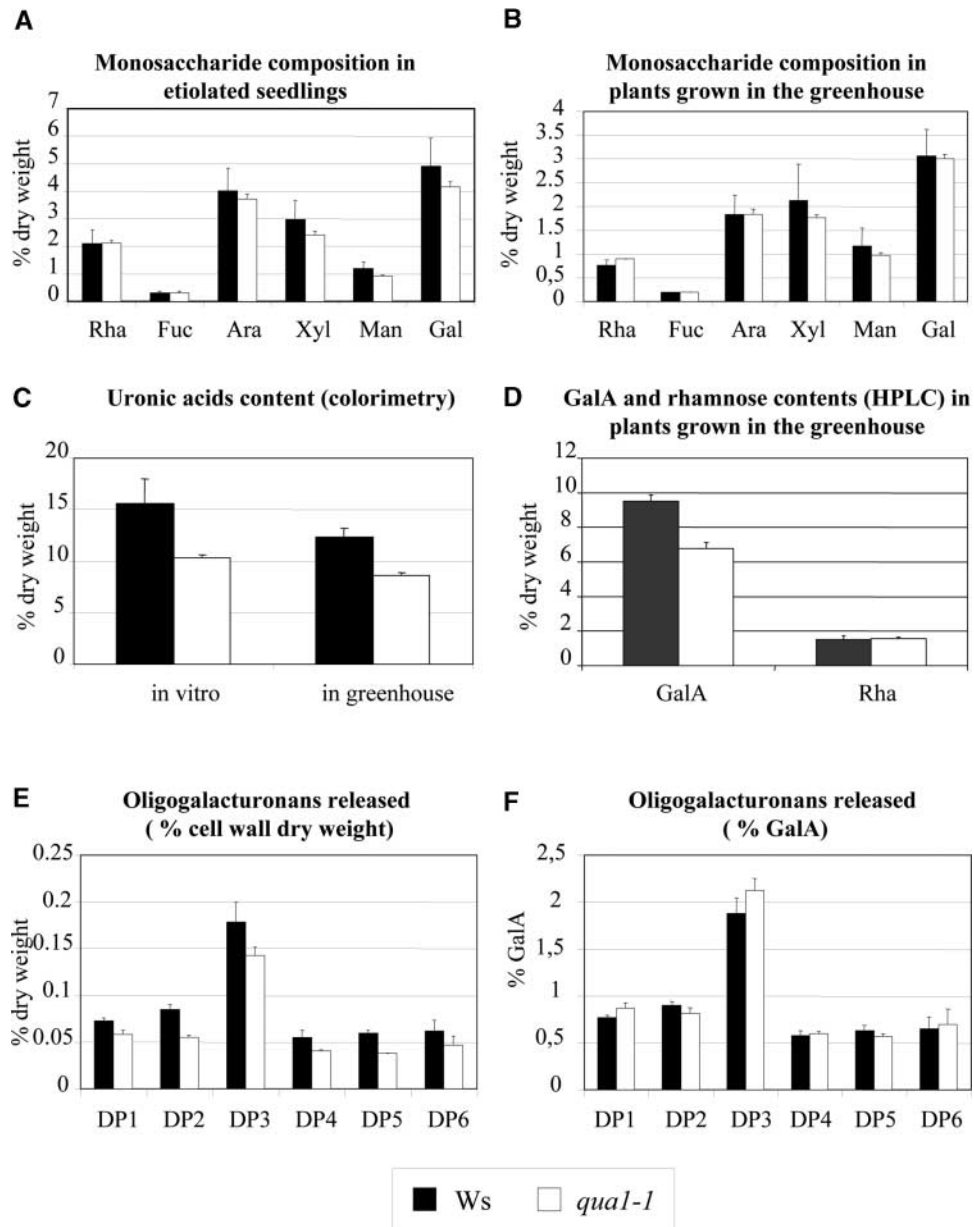 A
Monosaccharide composition in
etiolated seedlings
% dry weight
7
6
5
4
3
2
1
0
Rha Fuc Ara Xyl Man Gal
B
Monosaccharide composition in
plants grown in the greenhouse
% dry weight
4
3.5
3
2.5
2
1.5
1
0,5
0
Rha Fuc Ara Xyl Man Gal
C
Uronic acids content (colorimetry)
% dry weight
20
15
10
5
0
in vitro in greenhouse
D
GalA and rhamnose contents (HPLC) in
plants grown in the greenhouse
% dry weight
12
10
8
6
4
2
0
GalA Rha
E
Oligogalacturonans released
( % cell wall dry weight)
% dry weight
0.25
0.2
0.15
0.1
0.05
0
DP1 DP2 DP3 DP4 DP5 DP6
F
Oligogalacturonans released
( % GalA)
% GalA
2,5
2
1,5
1
0,5
0
DP1 DP2 DP3 DP4 DP5 DP6
Ws qua1-1